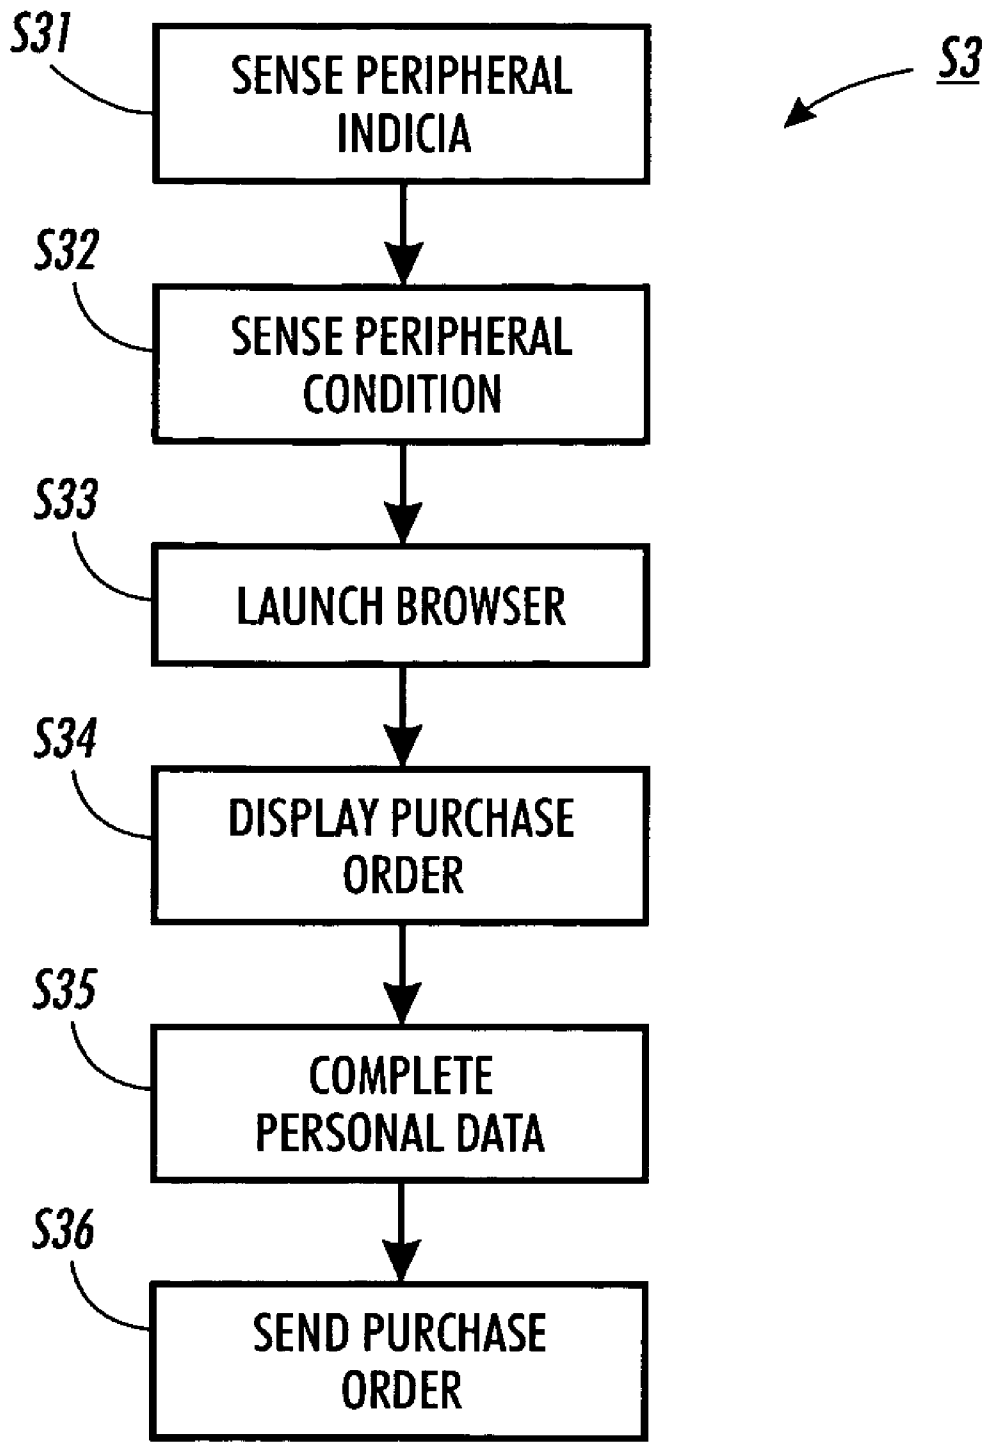 S31
SENSE PERIPHERAL
INDICIA
S3
S32
SENSE PERIPHERAL
CONDITION
S33
LAUNCH BROWSER
S34
DISPLAY PURCHASE
ORDER
S35
COMPLETE
PERSONAL DATA
S36
SEND PURCHASE
ORDER